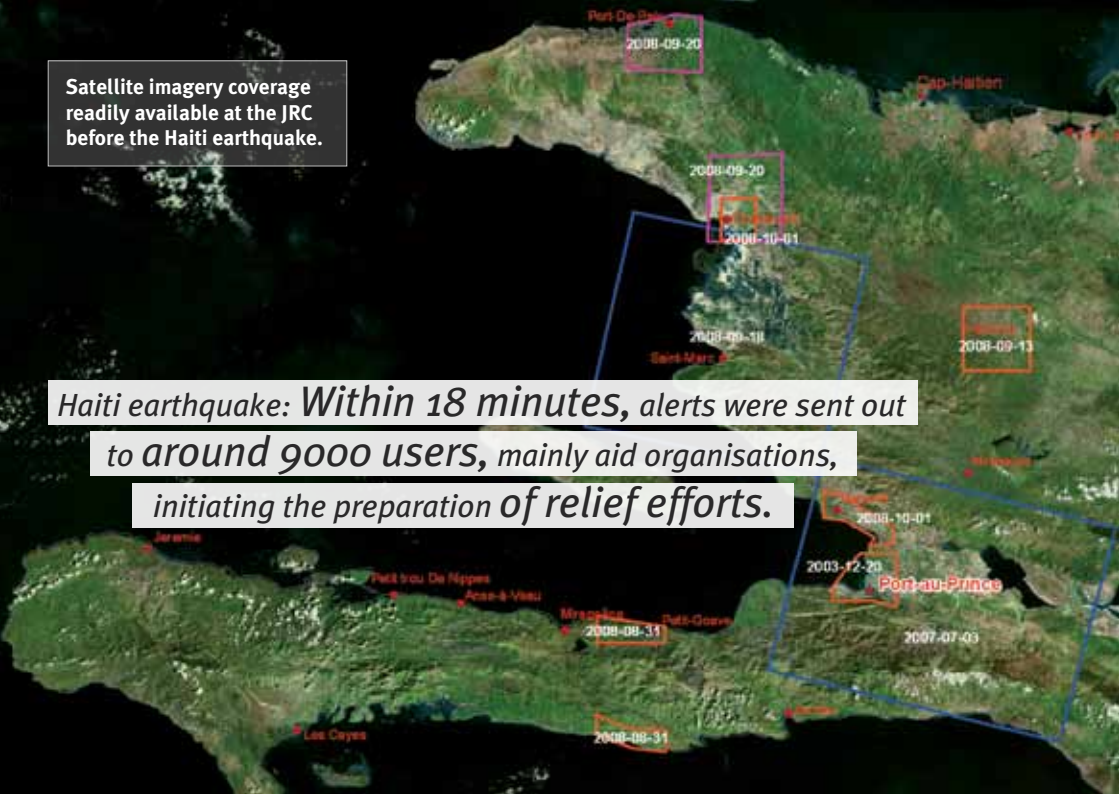 Port-De-Paix
2008-09-20
Satellite imagery coverage
readily available at the JRC
before the Haiti earthquake.
Cap-Haitien
2008-09-20
2008-10-01
2008-09-18
Saint-Marc
2008-09-13
Haiti earthquake: Within 18 minutes, alerts were sent out
to around 9000 users, mainly aid organisations,
initiating the preparation of relief efforts.
2008-10-01
Jeremie
2003-12-20
Port-au-Prince
Petit trou De Nippes
Anse-à-Veau
Miragoâne
Petit-Goave
2008-08-31
2007-07-03
Les Cayes
2008-08-31